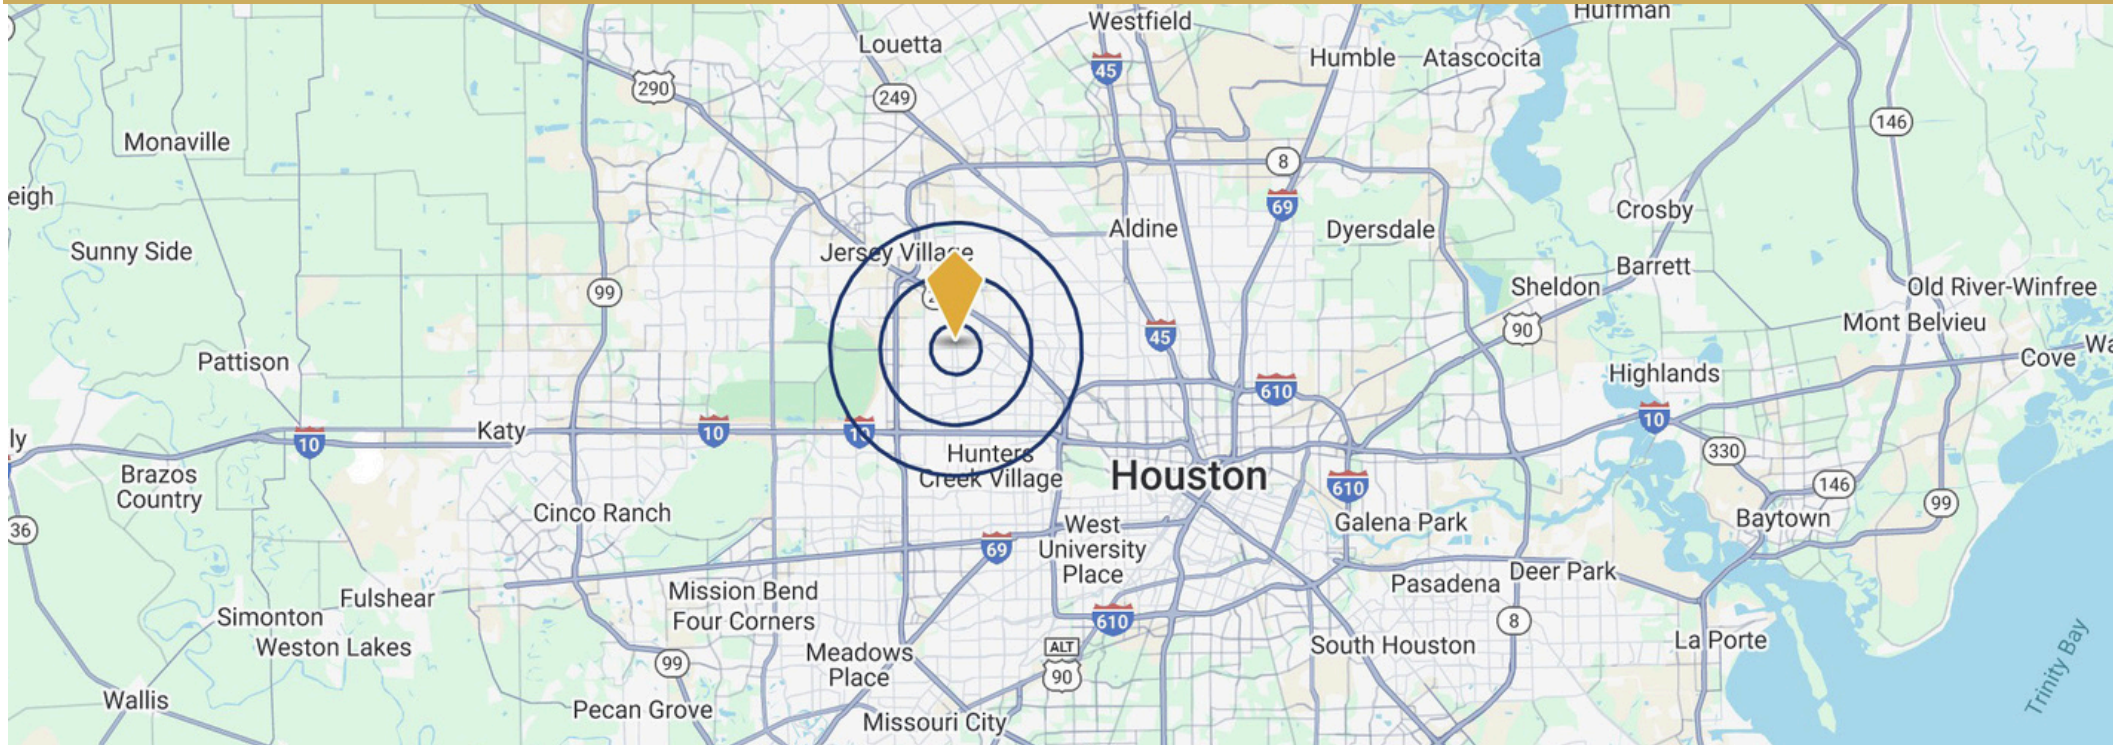 Huffman
Westfield
Louetta
Humble
Atascocita
45
290
249
146
Monaville
8
eigh
69
Crosby
Aldine
Dyersdale
Sunny Side
Jersey Village
Barrett
Sheldon
Old River-Winfree
99
90
Mont Belvieu
45
Cove
Pattison
Highlands
610
10
ly
10
Katy
10
10
Hunters
Creek Village
Houston
330
Brazos
Country
610
146
99
Cinco Ranch
36
West
University
Place
Galena Park
Baytown
69
Mission Bend
Four Corners
Pasadena
Deer Park
Fulshear
Simonton
Weston Lakes
610
8
South Houston
La Porte
ALT
90
99
Meadows
Place
Trinity Bay
Wallis
Pecan Grove
Missouri City